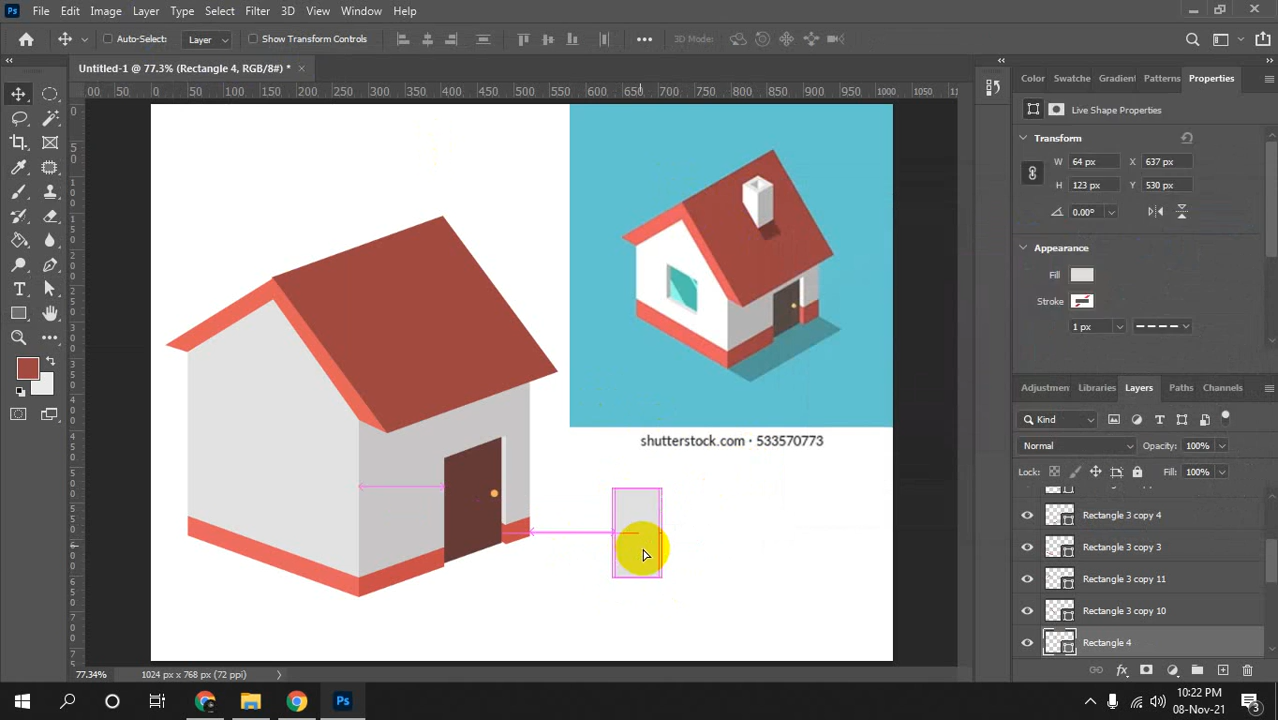 Ps File Edit Image Layer Type Select Filter 3D View Window Help
Auto-Select: Layer Show Transform Controls 3D Mode:
Untitled-1 @ 77.3% (Rectangle 4, RGB/8#) *
Color Swatche Gradient Patterns Properties
Live Shape Properties
Transform
W 64 px X 637 px
H 123 px Y 530 px
0.00°
Appearance
Fill
Stroke
1 px
shutterstock.com · 533570773
Adjustmen Libraries Layers Paths Channels
Kind
Normal Opacity: 100%
Lock: Fill: 100%
Rectangle 3 copy 4
Rectangle 3 copy 3
Rectangle 3 copy 11
Rectangle 3 copy 10
Rectangle 4
77.34% 1024 px x 768 px (72 ppi)
Ps
10:22 PM
08-Nov-21
3